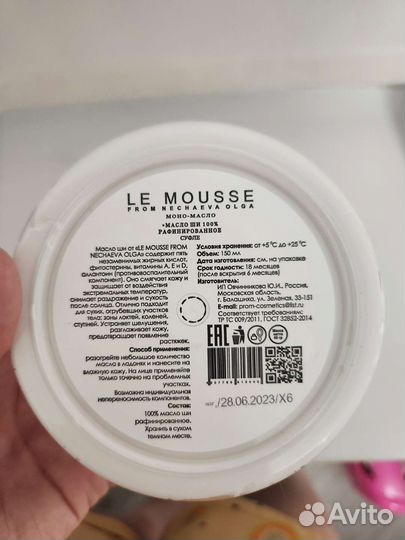 LE MOUSSE
FROM NECHAEVA OLGA
МОНО-МАСЛО
•МАСЛО ШИ 100%
РАФИНИРОВАННОЕ
СУФЛЕ
Масло ши от «LE MOUSSE FROM
NECHAEVA OLGA» содержит пять
незаменимых жирных кислот,
фитостерины, витамины А, Е и D,
алантоин (противовоспалительный
компонент). Оно смягчает кожу и
защищает от воздействия
экстремальных температур,
снимает раздражение и сухость
после солнца. Отлично подходит
для сухих, огрубевших участков
тела: зоны локтей, коленей,
ступней. Устраняет шелушения,
разглаживает кожу,
предотвращает появление
растяжек.
Способ применения:
разогрейте небольшое количество
масла в ладонях и нанесите на
влажную кожу. На лице применяйте
только точечно на проблемных
участках.
Возможна индивидуальная
непереносимость компонентов.
Состав:
100% масло ши
рафинированное.
Хранить в сухом
темном месте.
Условия хранения: от +5°С до +25°С
Объем: 150 мл
Дата изготовления: см. на упаковке
Срок годности: 18 месяцев
(после вскрытия 6 месяцев)
Изготовитель:
ИП Овчинникова Ю.И., Россия,
Московская область,
г. Балашиха, ул. Зеленая, 33-151
E-mail: prom-cosmetics@list.ru
Соответствует требованиям:
ТР ТС 009/2011, ГОСТ 32852-2014
EAC
/28.06.2023/X6
Avito